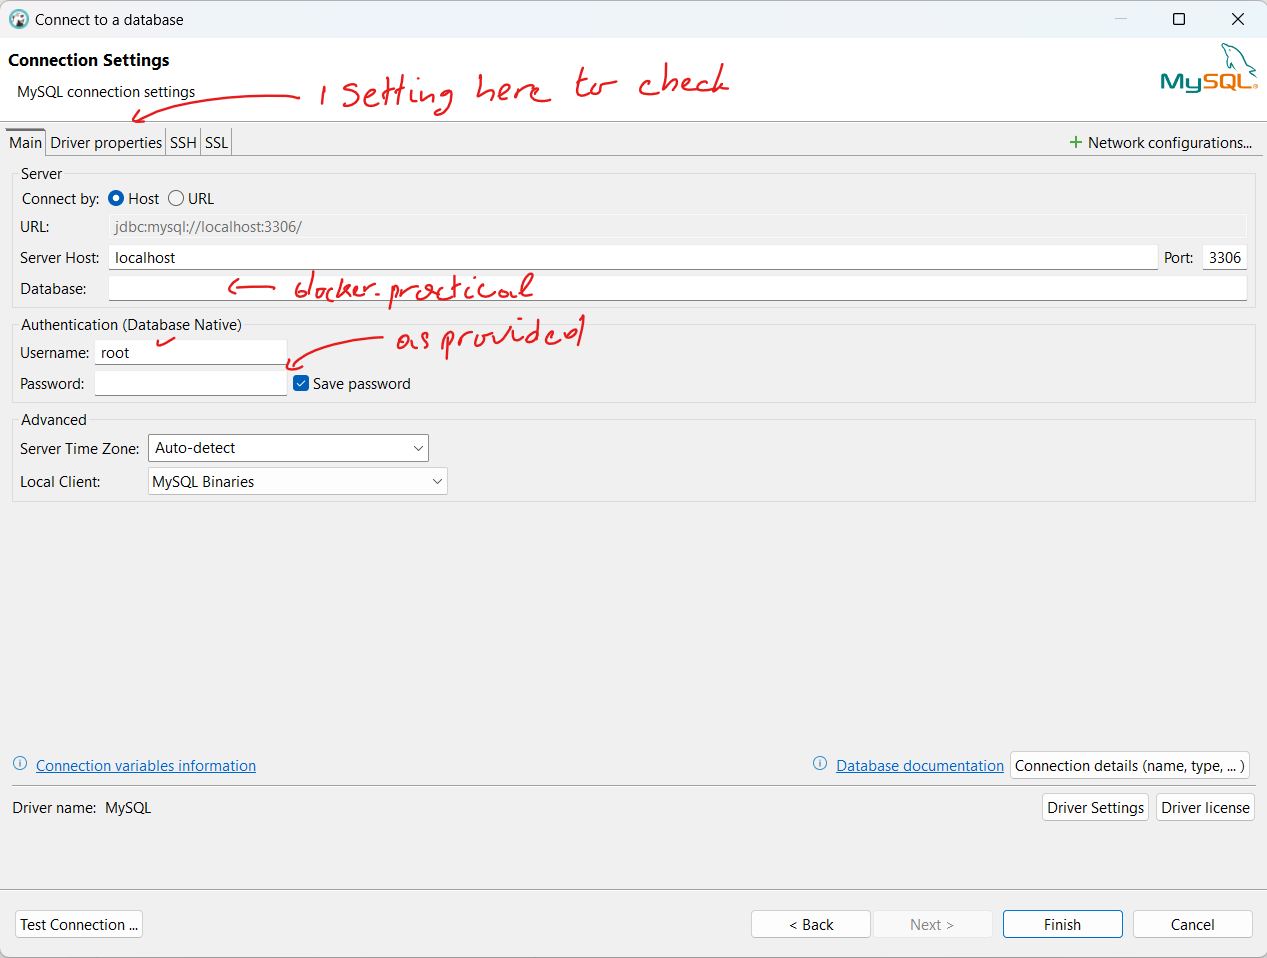 Connect to a database
Connection Settings
MySQL connection settings
1 setting here to check
MySQL
Main Driver properties SSH SSL
Network configurations...
Server
Connect by: Host URL
URL: jdbc:mysql://localhost:3306/
Server Host: localhost Port: 3306
Database: docker-practical
Authentication (Database Native)
as provided
Username: root
Password: Save password
Advanced
Server Time Zone: Auto-detect
Local Client: MySQL Binaries
Connection variables information Database documentation Connection details (name, type, ... )
Driver name: MySQL Driver Settings Driver license
Test Connection ... < Back Next > Finish Cancel